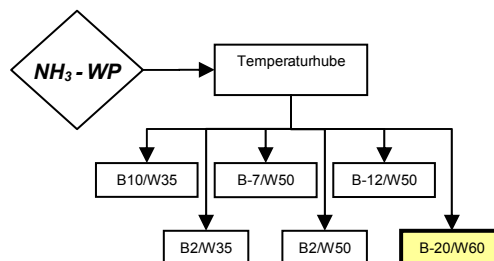 NH₃ - WP
Temperaturhube
B10/W35
B-7/W50
B-12/W50
B2/W35
B2/W50
B-20/W60